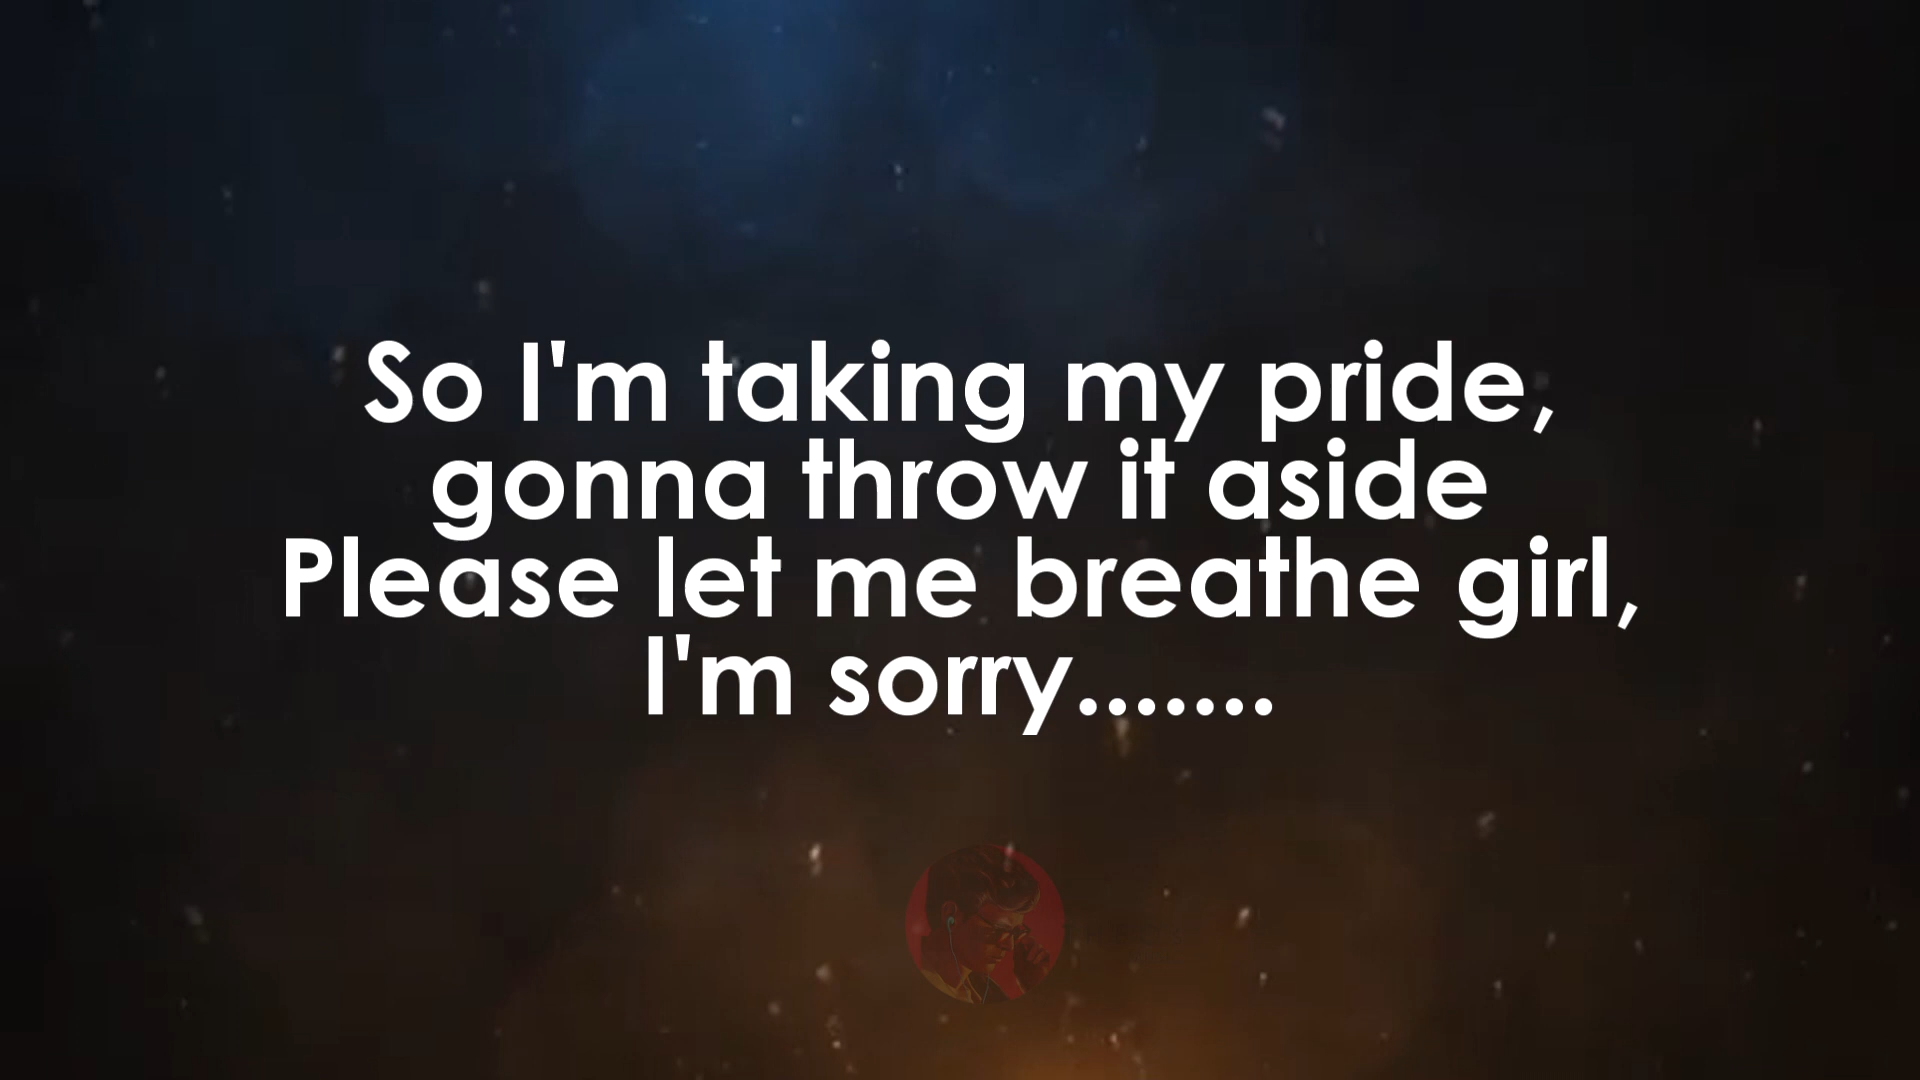 So I'm taking my pride,
gonna throw it aside
Please let me breathe girl,
I'm sorry.......